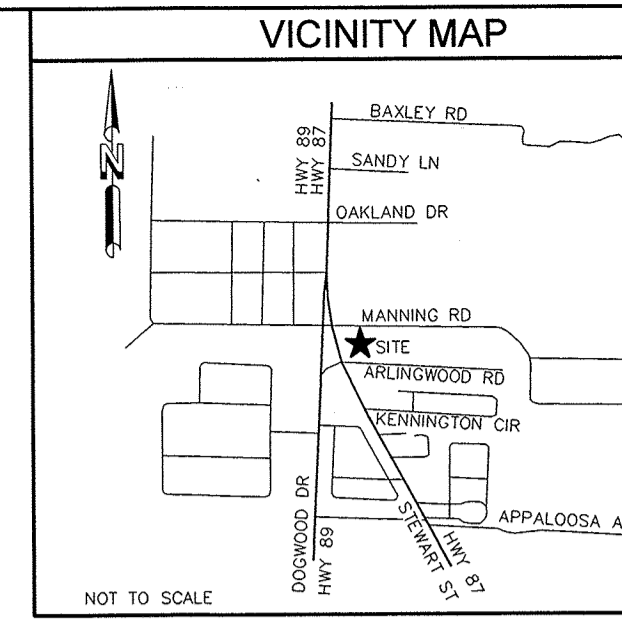 VICINITY MAP
N
BAXLEY RD
HWY 89
HWY 87
SANDY LN
OAKLAND DR
MANNING RD
SITE
ARLINGWOOD RD
KENNINGTON CIR
DOGWOOD DR
HWY 89
STEWART ST
HWY 87
APPALOOSA A
NOT TO SCALE